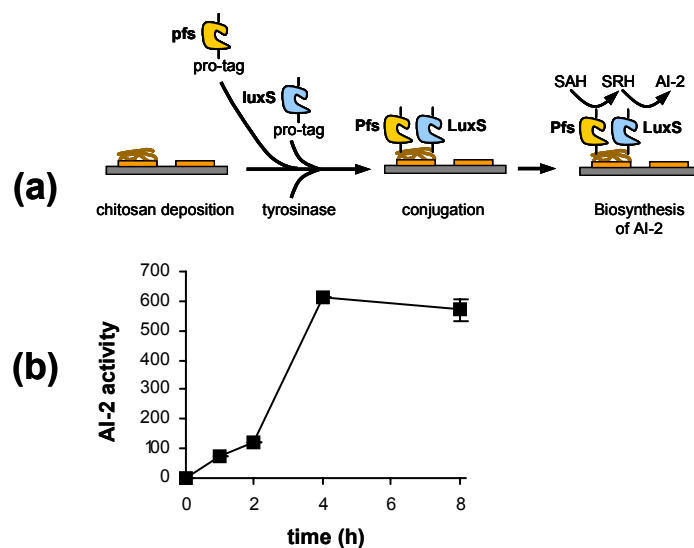 pfs
pro-tag
luxS
pro-tag
SAH SRH AI-2
Pfs LuxS
Pfs LuxS
(a)
chitosan deposition tyrosinase conjugation Biosynthesis
of AI-2
(b)
AI-2 activity
700
600
500
400
300
200
100
0
0 2 4 6 8
time (h)